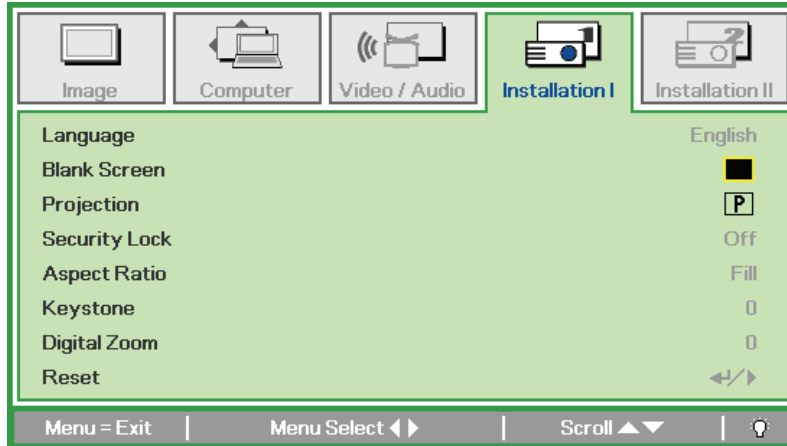 Image Computer Video / Audio Installation I Installation II
Language English
Blank Screen
Projection P
Security Lock Off
Aspect Ratio Fill
Keystone 0
Digital Zoom 0
Reset
Menu = Exit Menu Select Scroll